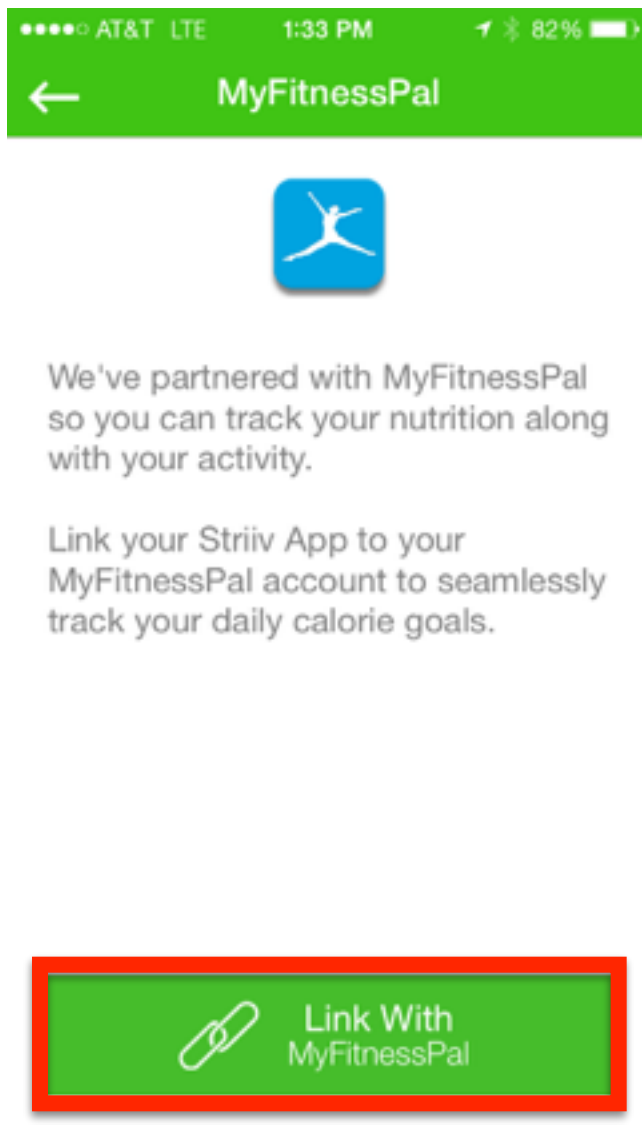 AT&T LTE 1:33 PM 82%
MyFitnessPal
We've partnered with MyFitnessPal
so you can track your nutrition along
with your activity.
Link your Striiv App to your
MyFitnessPal account to seamlessly
track your daily calorie goals.
Link With
MyFitnessPal